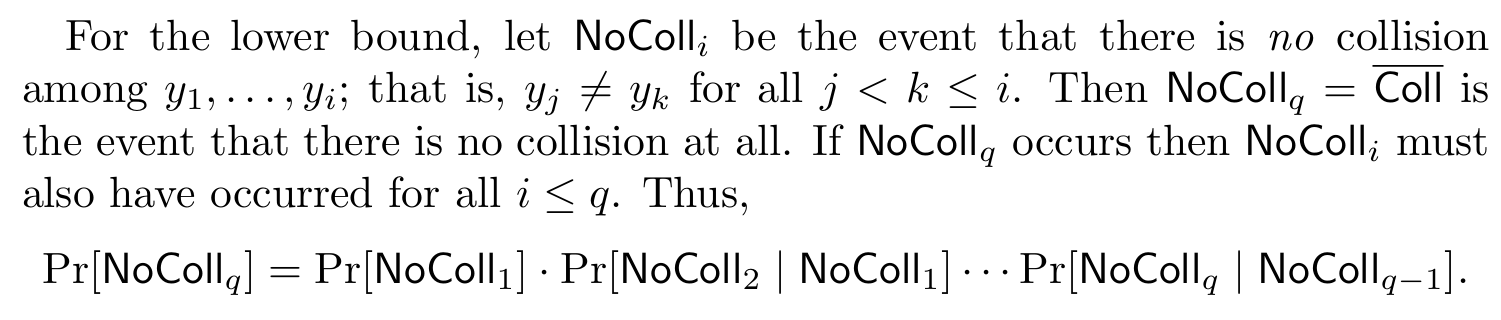 For the lower bound, let NoColl_i be the event that there is no collision
among y_1, . . . , y_i; that is, y_j ≠ y_k for all j < k ≤ i. Then NoColl_q = \overline{Coll} is
the event that there is no collision at all. If NoColl_q occurs then NoColl_i must
also have occurred for all i ≤ q. Thus,
Pr[NoColl_q] = Pr[NoColl_1] · Pr[NoColl_2 | NoColl_1] · · · Pr[NoColl_q | NoColl_{q−1}].